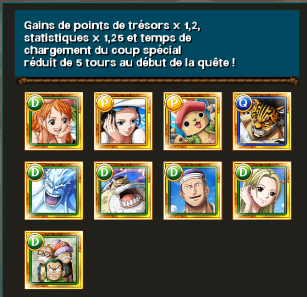 Gains de points de trésors x 1,2,
statistiques x 1,25 et temps de
chargement du coup spécial
réduit de 5 tours au début de la quête !
D P P Q
D D D D
D